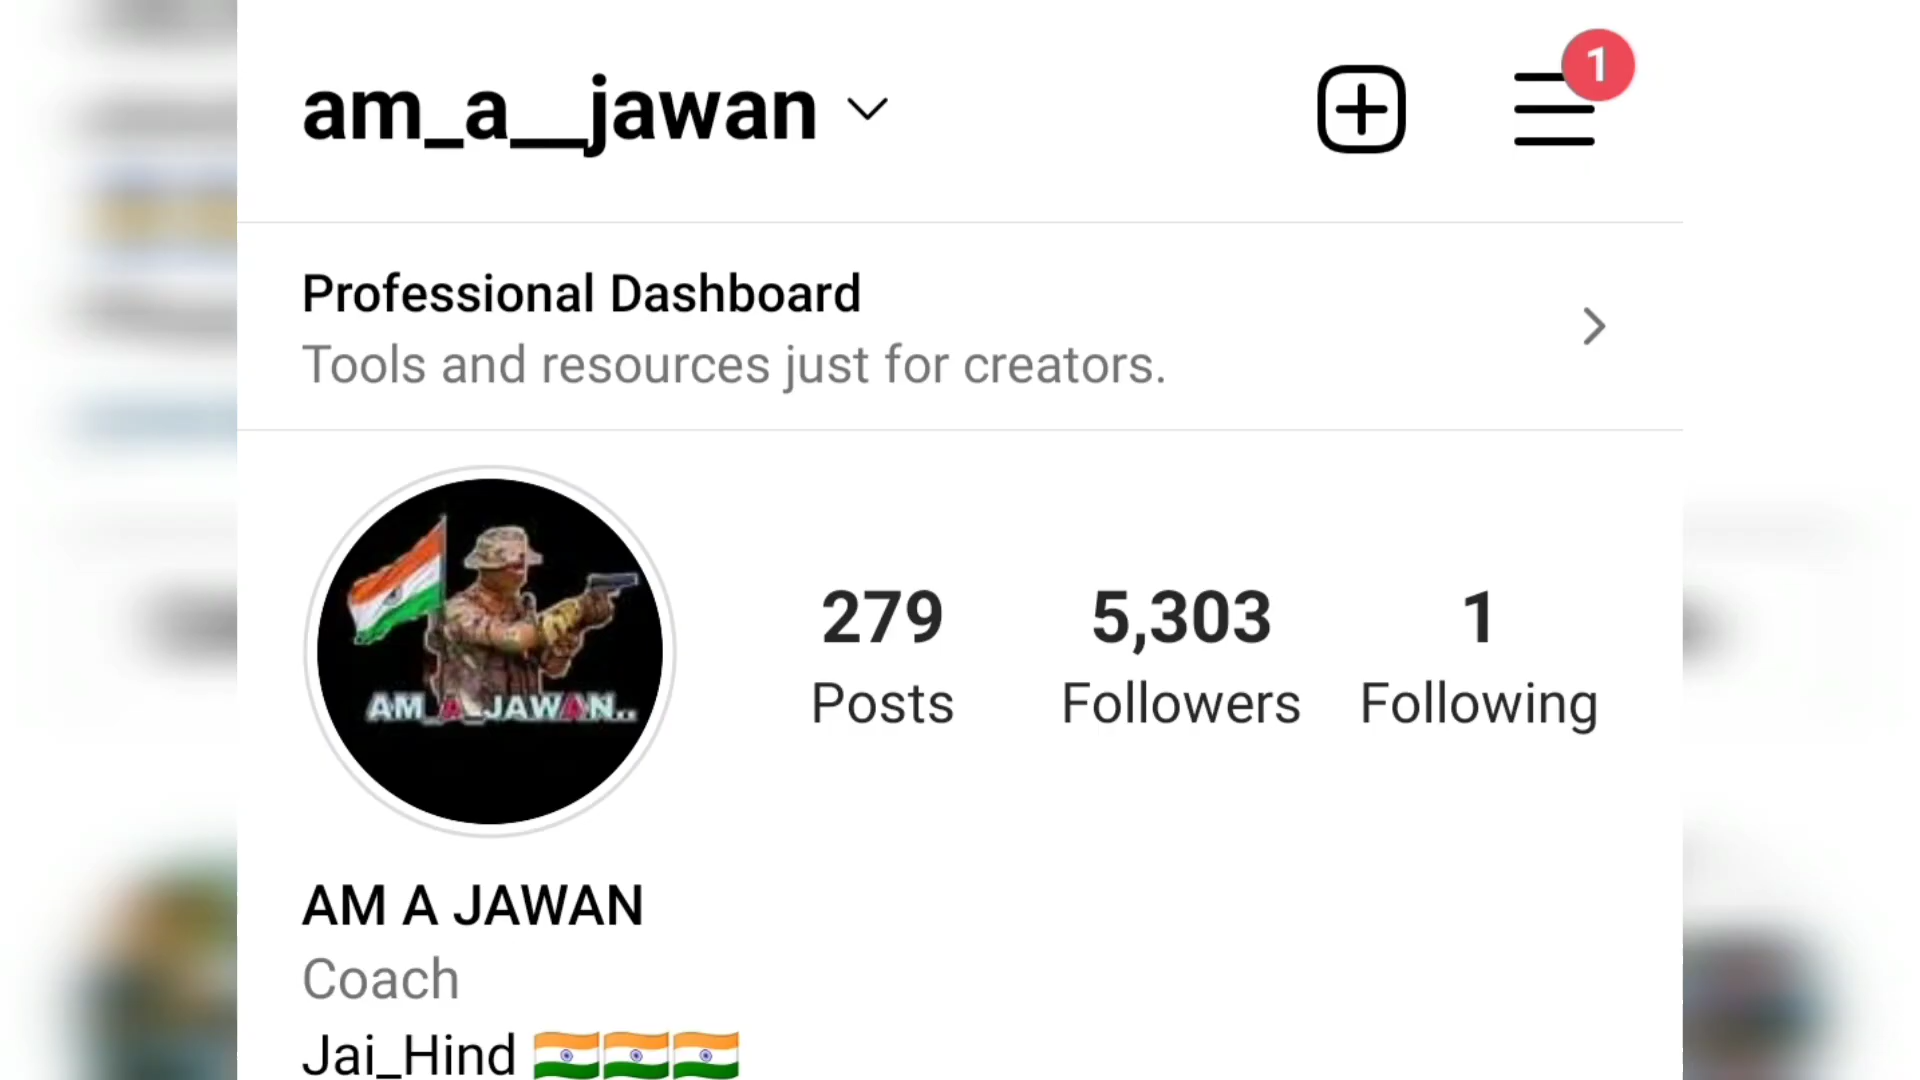 am_a__jawan
1
Professional Dashboard
Tools and resources just for creators.
AM_A_JAWAN..
279 5,303 1
Posts Followers Following
AM A JAWAN
Coach
Jai_Hind 🇮🇳🇮🇳🇮🇳